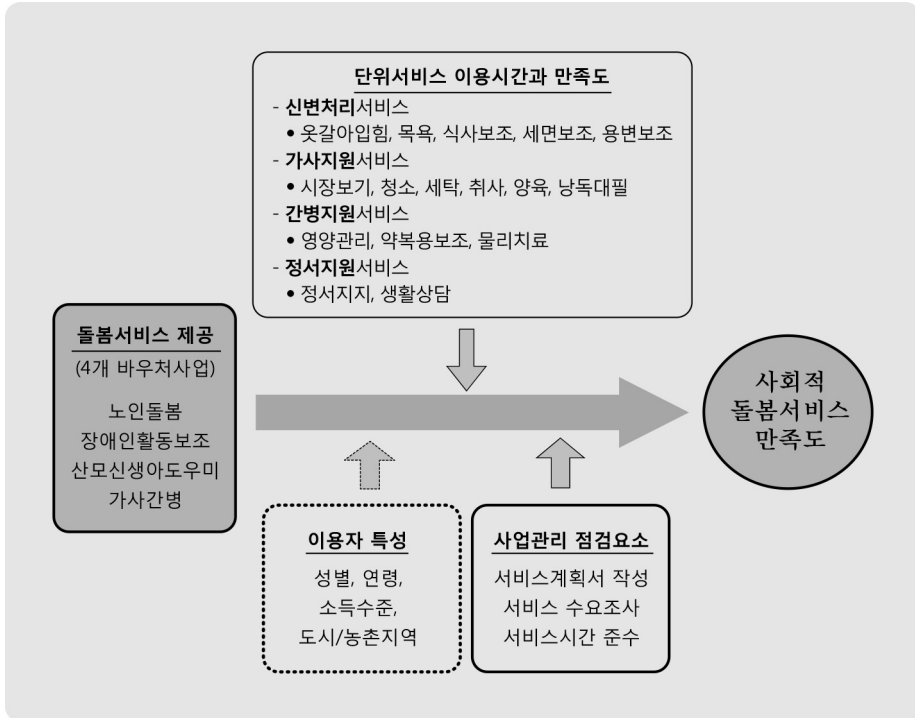 단위서비스 이용시간과 만족도
- 신변처리서비스
• 옷갈아입힘, 목욕, 식사보조, 세면보조, 용변보조
- 가사지원서비스
• 시장보기, 청소, 세탁, 취사, 양육, 낭독대필
- 간병지원서비스
• 영양관리, 약복용보조, 물리치료
- 정서지원서비스
• 정서지지, 생활상담
돌봄서비스 제공
(4개 바우처사업)
노인돌봄
장애인활동보조
산모신생아도우미
가사간병
사회적
돌봄서비스
만족도
이용자 특성
성별, 연령,
소득수준,
도시/농촌지역
사업관리 점검요소
서비스계획서 작성
서비스 수요조사
서비스시간 준수